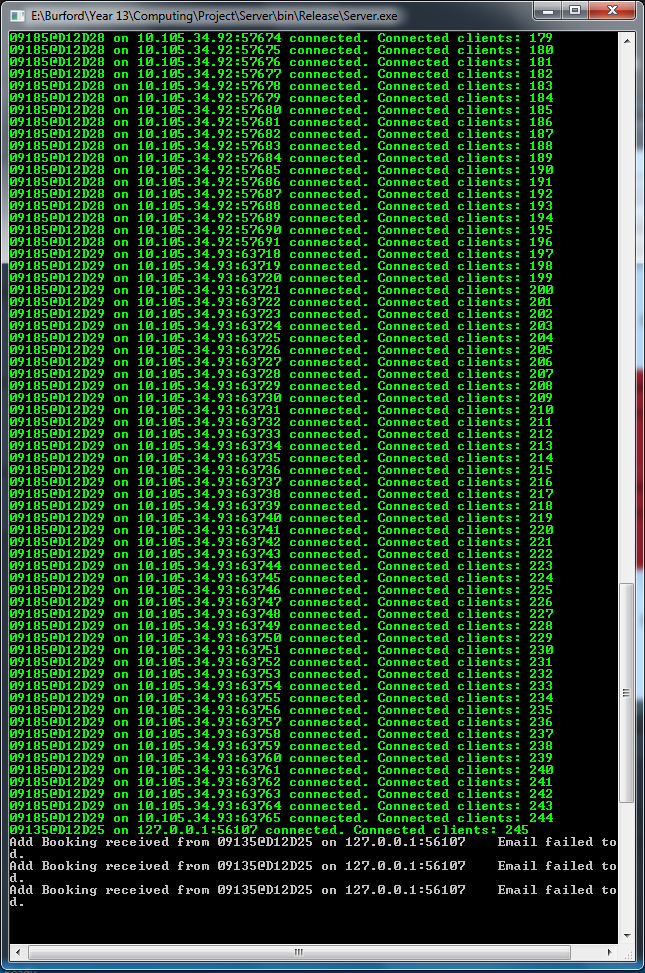 E:\Burford\Year 13\Computing\Project\Server\bin\Release\Server.exe
09185@D12D28 on 10.105.34.92:57674 connected. Connected clients: 179
09185@D12D28 on 10.105.34.92:57675 connected. Connected clients: 180
09185@D12D28 on 10.105.34.92:57676 connected. Connected clients: 181
09185@D12D28 on 10.105.34.92:57677 connected. Connected clients: 182
09185@D12D28 on 10.105.34.92:57678 connected. Connected clients: 183
09185@D12D28 on 10.105.34.92:57679 connected. Connected clients: 184
09185@D12D28 on 10.105.34.92:57680 connected. Connected clients: 185
09185@D12D28 on 10.105.34.92:57681 connected. Connected clients: 186
09185@D12D28 on 10.105.34.92:57682 connected. Connected clients: 187
09185@D12D28 on 10.105.34.92:57683 connected. Connected clients: 188
09185@D12D28 on 10.105.34.92:57684 connected. Connected clients: 189
09185@D12D28 on 10.105.34.92:57685 connected. Connected clients: 190
09185@D12D28 on 10.105.34.92:57686 connected. Connected clients: 191
09185@D12D28 on 10.105.34.92:57687 connected. Connected clients: 192
09185@D12D28 on 10.105.34.92:57688 connected. Connected clients: 193
09185@D12D28 on 10.105.34.92:57689 connected. Connected clients: 194
09185@D12D28 on 10.105.34.92:57690 connected. Connected clients: 195
09185@D12D28 on 10.105.34.92:57691 connected. Connected clients: 196
09185@D12D29 on 10.105.34.93:63718 connected. Connected clients: 197
09185@D12D29 on 10.105.34.93:63719 connected. Connected clients: 198
09185@D12D29 on 10.105.34.93:63720 connected. Connected clients: 199
09185@D12D29 on 10.105.34.93:63721 connected. Connected clients: 200
09185@D12D29 on 10.105.34.93:63722 connected. Connected clients: 201
09185@D12D29 on 10.105.34.93:63723 connected. Connected clients: 202
09185@D12D29 on 10.105.34.93:63724 connected. Connected clients: 203
09185@D12D29 on 10.105.34.93:63725 connected. Connected clients: 204
09185@D12D29 on 10.105.34.93:63726 connected. Connected clients: 205
09185@D12D29 on 10.105.34.93:63727 connected. Connected clients: 206
09185@D12D29 on 10.105.34.93:63728 connected. Connected clients: 207
09185@D12D29 on 10.105.34.93:63729 connected. Connected clients: 208
09185@D12D29 on 10.105.34.93:63730 connected. Connected clients: 209
09185@D12D29 on 10.105.34.93:63731 connected. Connected clients: 210
09185@D12D29 on 10.105.34.93:63732 connected. Connected clients: 211
09185@D12D29 on 10.105.34.93:63733 connected. Connected clients: 212
09185@D12D29 on 10.105.34.93:63734 connected. Connected clients: 213
09185@D12D29 on 10.105.34.93:63735 connected. Connected clients: 214
09185@D12D29 on 10.105.34.93:63736 connected. Connected clients: 215
09185@D12D29 on 10.105.34.93:63737 connected. Connected clients: 216
09185@D12D29 on 10.105.34.93:63738 connected. Connected clients: 217
09185@D12D29 on 10.105.34.93:63739 connected. Connected clients: 218
09185@D12D29 on 10.105.34.93:63740 connected. Connected clients: 219
09185@D12D29 on 10.105.34.93:63741 connected. Connected clients: 220
09185@D12D29 on 10.105.34.93:63742 connected. Connected clients: 221
09185@D12D29 on 10.105.34.93:63743 connected. Connected clients: 222
09185@D12D29 on 10.105.34.93:63744 connected. Connected clients: 223
09185@D12D29 on 10.105.34.93:63745 connected. Connected clients: 224
09185@D12D29 on 10.105.34.93:63746 connected. Connected clients: 225
09185@D12D29 on 10.105.34.93:63747 connected. Connected clients: 226
09185@D12D29 on 10.105.34.93:63748 connected. Connected clients: 227
09185@D12D29 on 10.105.34.93:63749 connected. Connected clients: 228
09185@D12D29 on 10.105.34.93:63750 connected. Connected clients: 229
09185@D12D29 on 10.105.34.93:63751 connected. Connected clients: 230
09185@D12D29 on 10.105.34.93:63752 connected. Connected clients: 231
09185@D12D29 on 10.105.34.93:63753 connected. Connected clients: 232
09185@D12D29 on 10.105.34.93:63754 connected. Connected clients: 233
09185@D12D29 on 10.105.34.93:63755 connected. Connected clients: 234
09185@D12D29 on 10.105.34.93:63756 connected. Connected clients: 235
09185@D12D29 on 10.105.34.93:63757 connected. Connected clients: 236
09185@D12D29 on 10.105.34.93:63758 connected. Connected clients: 237
09185@D12D29 on 10.105.34.93:63759 connected. Connected clients: 238
09185@D12D29 on 10.105.34.93:63760 connected. Connected clients: 239
09185@D12D29 on 10.105.34.93:63761 connected. Connected clients: 240
09185@D12D29 on 10.105.34.93:63762 connected. Connected clients: 241
09185@D12D29 on 10.105.34.93:63763 connected. Connected clients: 242
09185@D12D29 on 10.105.34.93:63764 connected. Connected clients: 243
09185@D12D29 on 10.105.34.93:63765 connected. Connected clients: 244
09135@D12D25 on 127.0.0.1:56107 connected. Connected clients: 245
Add Booking received from 09135@D12D25 on 127.0.0.1:56107    Email failed to
d.
Add Booking received from 09135@D12D25 on 127.0.0.1:56107    Email failed to
d.
Add Booking received from 09135@D12D25 on 127.0.0.1:56107    Email failed to
d.